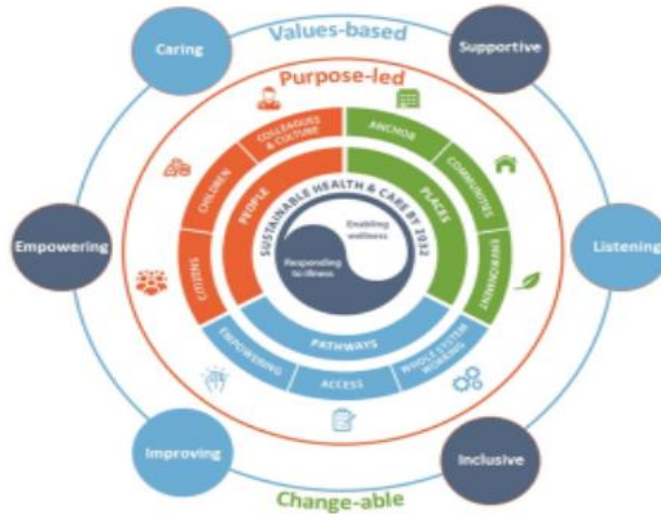 Values-based
Caring
Supportive
Purpose-led
COLLEAGUES
& CULTURE
ANCHOR
CHILDREN
COMMUNITIES
PEOPLE
PLACES
SUSTAINABLE HEALTH & CARE BY 2032
Enabling
wellness
Empowering
Listening
Responding
to illness
CITIZENS
ENVIRONMENT
PATHWAYS
EMPOWERING
ACCESS
WHOLE SYSTEM
WORKING
Improving
Inclusive
Change-able